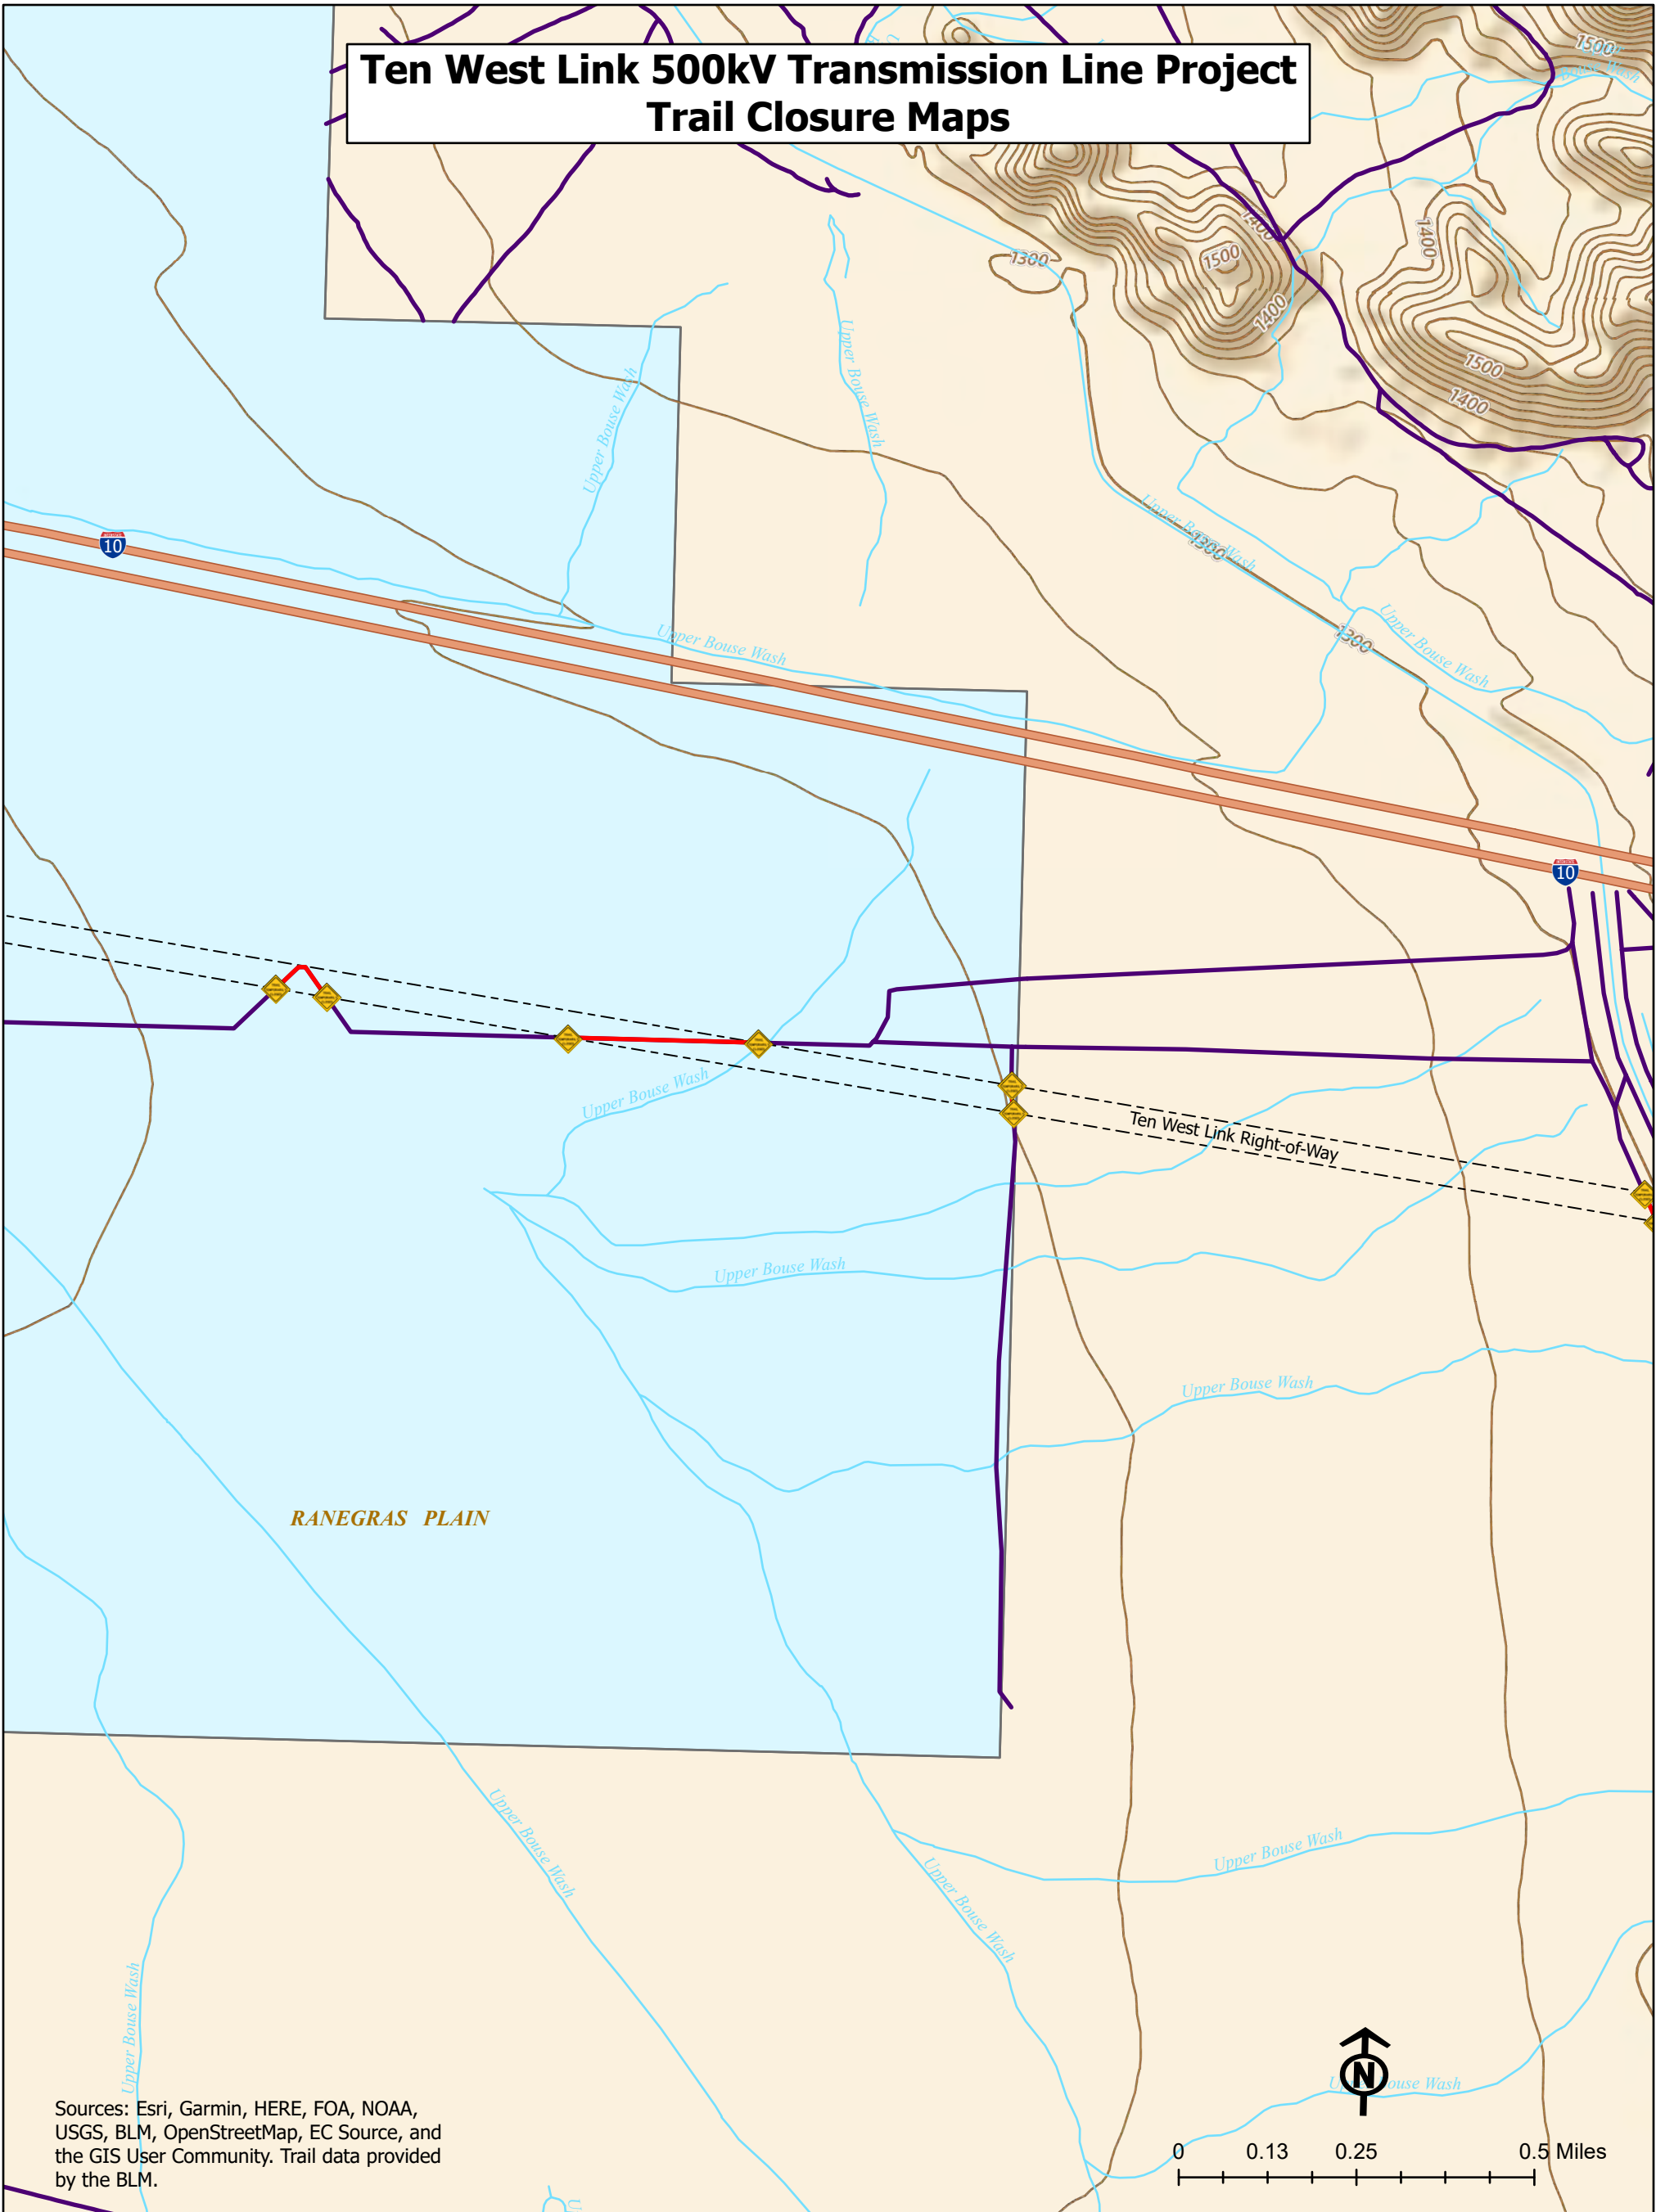 Ten West Link 500kV Transmission Line Project
Trail Closure Maps
1500
Bouse Wash
1400
1400
1500
1300
1400
Upper Bouse Wash
1500
Upper Bouse Wash
1400
10
Upper Bouse Wash
1300
Upper Bouse Wash
1300
Upper Bouse Wash
10
Upper Bouse Wash
Ten West Link Right-of-Way
Upper Bouse Wash
Upper Bouse Wash
RANEGRAS PLAIN
Upper Bouse Wash
Upper Bouse Wash
Upper Bouse Wash
Upper Bouse Wash
Upper Bouse Wash
N
Sources: Esri, Garmin, HERE, FOA, NOAA,
USGS, BLM, OpenStreetMap, EC Source, and
the GIS User Community. Trail data provided
by the BLM.
0 0.13 0.25 0.5 Miles